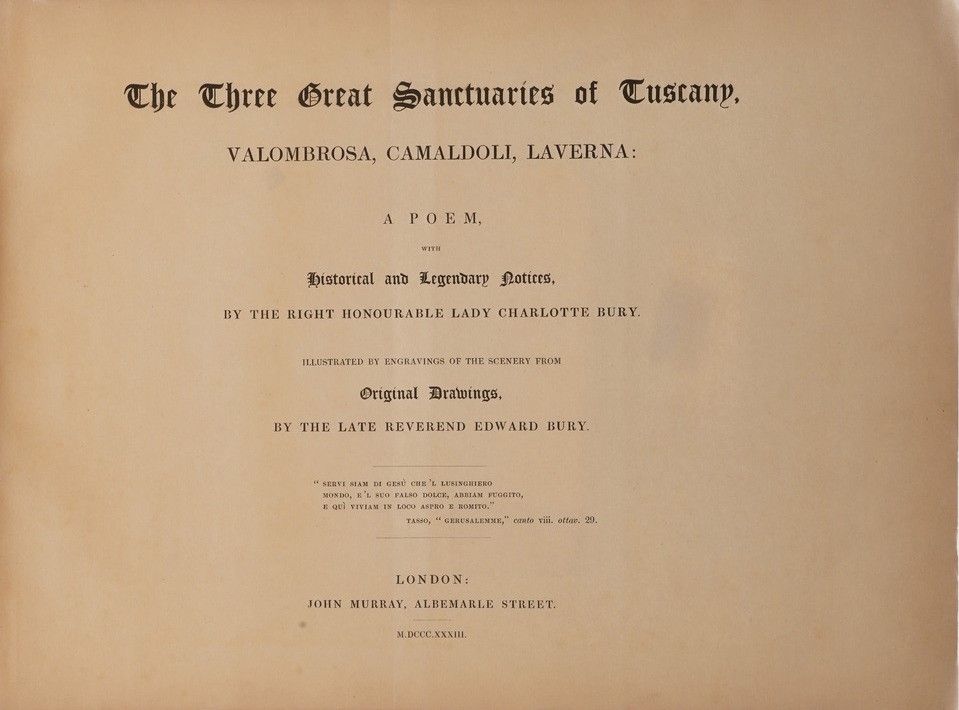 The Three Great Sanctuaries of Tuscany,
VALOMBROSA, CAMALDOLI, LAVERNA:
A POEM,
WITH
Historical and Legendary Notices,
BY THE RIGHT HONOURABLE LADY CHARLOTTE BURY.
ILLUSTRATED BY ENGRAVINGS OF THE SCENERY FROM
Original Drawings,
BY THE LATE REVEREND EDWARD BURY.
“ SERVI SIAM DI GESÙ CHE 'L LUSINGHIERO
MONDO, E 'L SUO FALSO DOLCE, ABBIAM FUGGITO,
E QUÌ VIVIAM IN LOCO ASPRO E ROMITO.”
TASSO, “ GERUSALEMME,” canto viii. ottav. 29.
LONDON:
JOHN MURRAY, ALBEMARLE STREET.
M.DCCC.XXXIII.